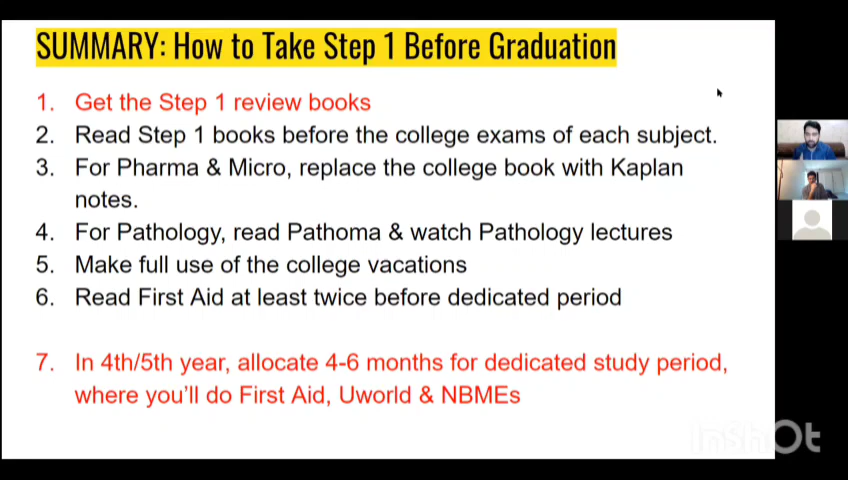 SUMMARY: How to Take Step 1 Before Graduation
1. Get the Step 1 review books
2. Read Step 1 books before the college exams of each subject.
3. For Pharma & Micro, replace the college book with Kaplan
notes.
4. For Pathology, read Pathoma & watch Pathology lectures
5. Make full use of the college vacations
6. Read First Aid at least twice before dedicated period
7. In 4th/5th year, allocate 4-6 months for dedicated study period,
where you'll do First Aid, Uworld & NBMEs
InshOt